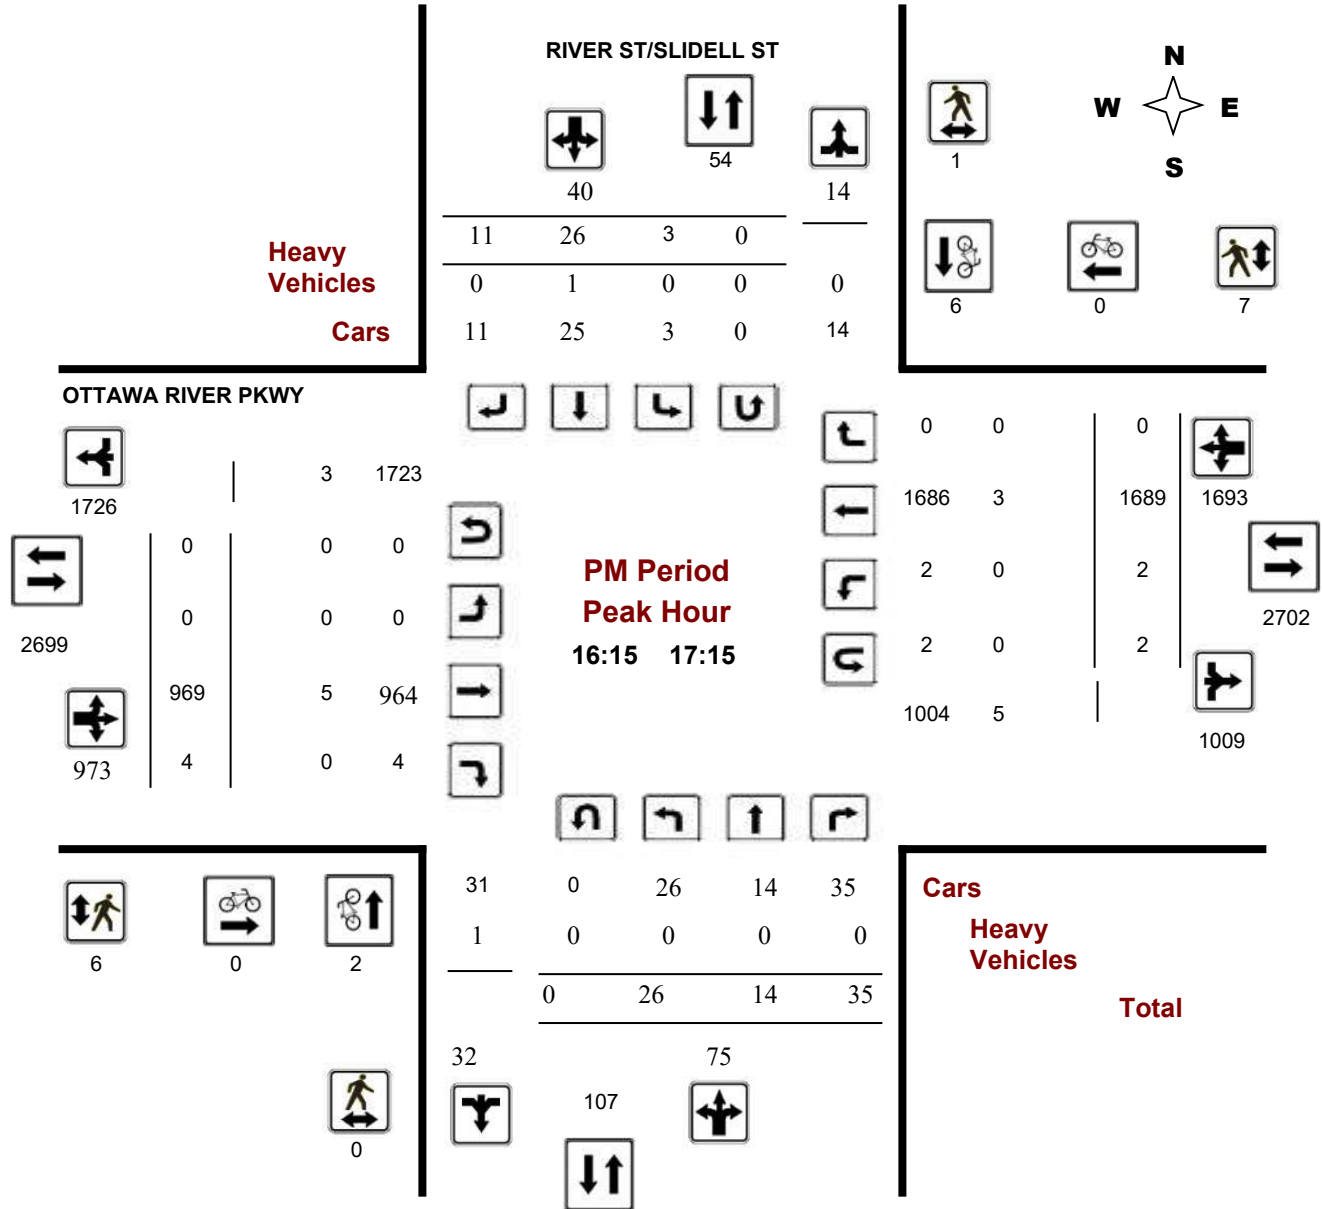 RIVER ST/SLIDELL ST
N
W E
S
54
1
40 14
11 26 3 0
Heavy
Vehicles
0 1 0 0 0
6 0 7
Cars
11 25 3 0 14
OTTAWA RIVER PKWY
0 0 0
3 1723
1726
1686 3 1689 1693
0 0 0
PM Period
2 0 2
Peak Hour
0 0 0
2702
2699
16:15 17:15
2 0 2
969 5 964
1004 5
1009
973 4 0 4
31 0 26 14 35
Cars
1 0 0 0 0
Heavy
Vehicles
6 0 2
0 26 14 35
Total
32 75
107
0